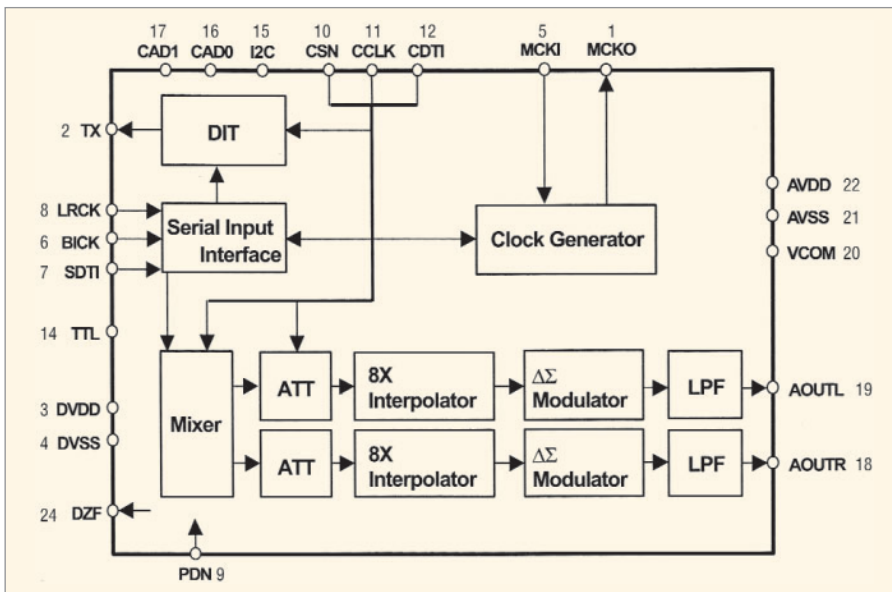 17 16 15 10 11 12 5 1
CAD1 CAD0 I2C CSN CCLK CDTI MCKI MCKO
2 TX
DIT
8 LRCK
6 BICK
7 SDTI
Serial Input
Interface
Clock Generator
AVDD 22
AVSS 21
VCOM 20
14 TTL
3 DVDD
4 DVSS
24 DZF
Mixer
ATT
8X
Interpolator
ΔΣ
Modulator
LPF
AOUTL 19
ATT
8X
Interpolator
ΔΣ
Modulator
LPF
AOUTR 18
PDN 9